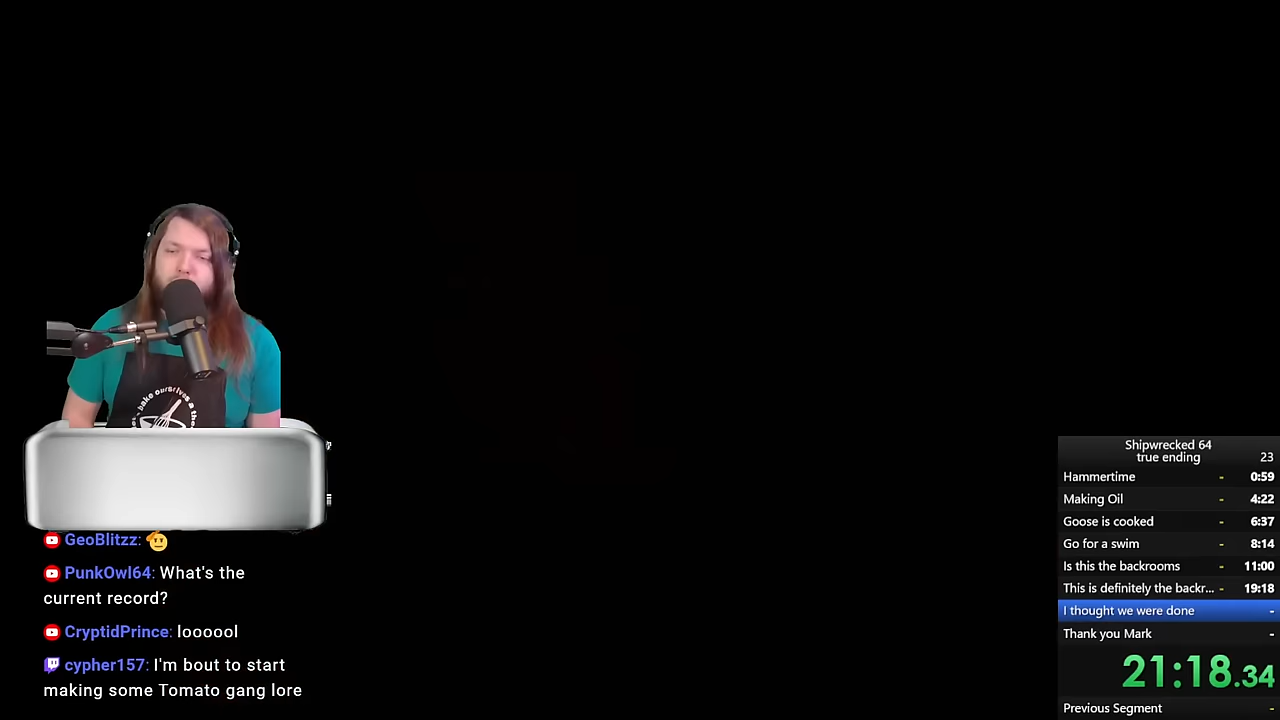 bake ourselves a the
GeoBlitzz:
PunkOwl64: What's the
current record?
CryptidPrince: loooool
cypher157: I'm bout to start
making some Tomato gang lore
Shipwrecked 64
true ending 23
Hammertime - 0:59
Making Oil - 4:22
Goose is cooked - 6:37
Go for a swim - 8:14
Is this the backrooms 11:00
This is definitely the backr... - 19:18
I thought we were done -
Thank you Mark -
21:18.34
Previous Segment -